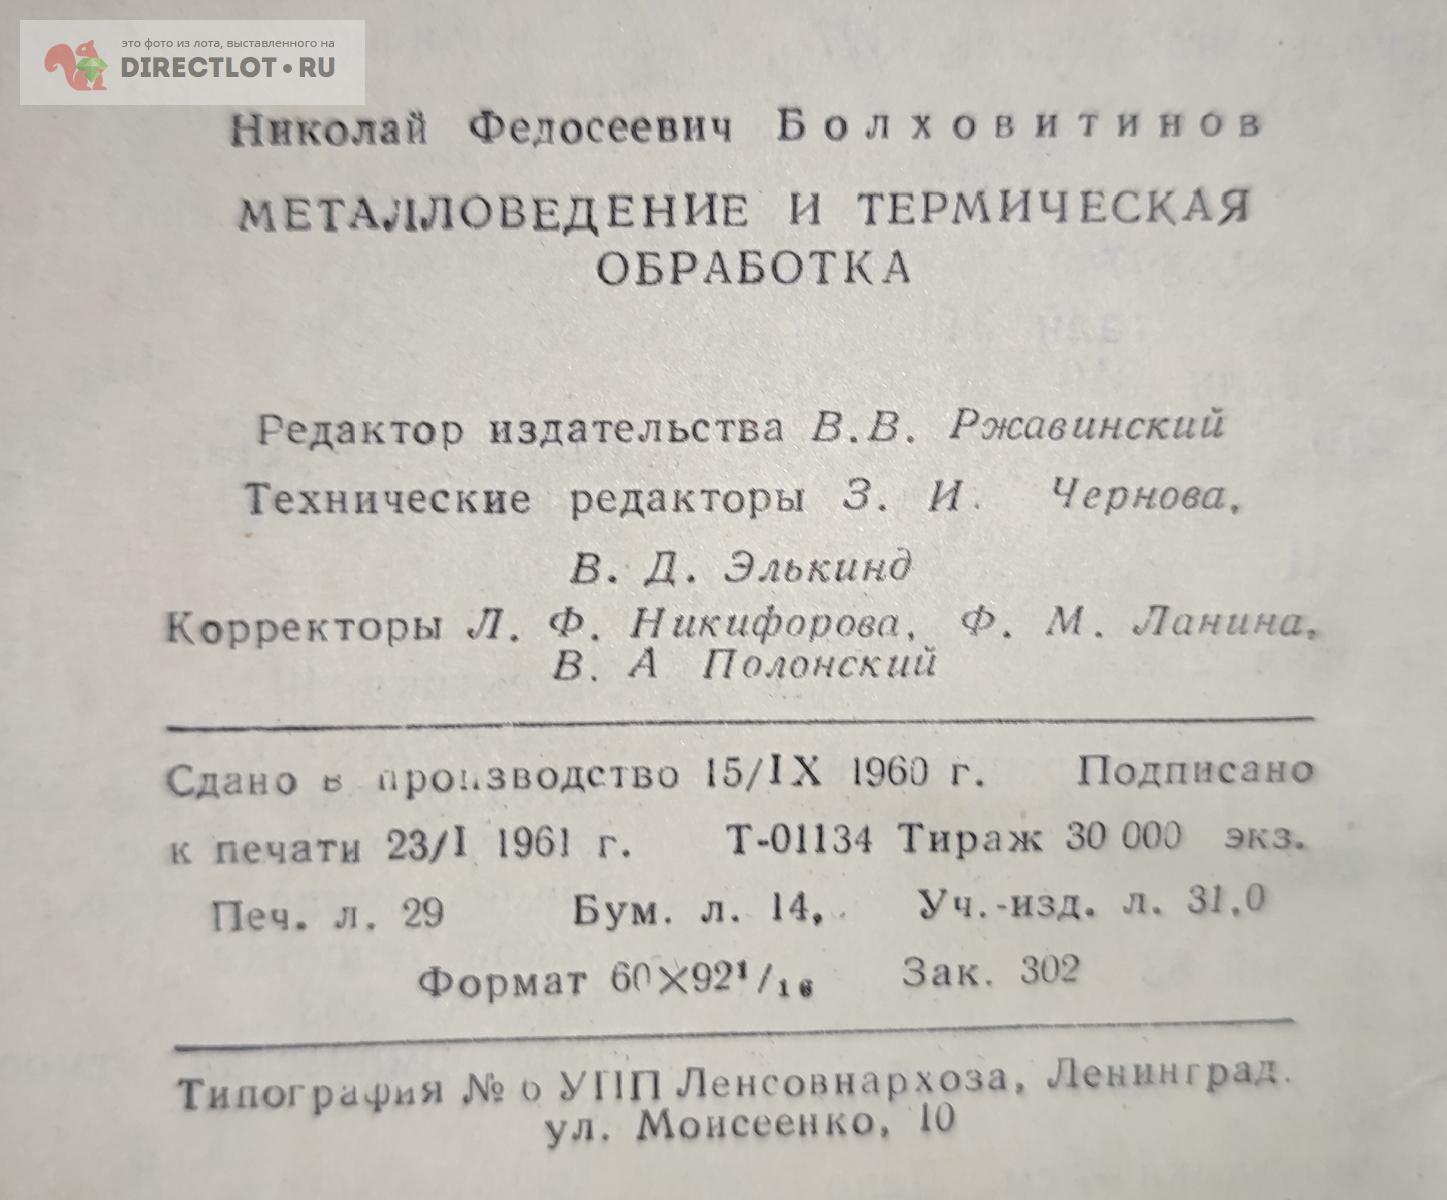 это фото из лота, выставленного на
DIRECTLOT•RU
Николай Федосеевич Болховитинов
МЕТАЛЛОВЕДЕНИЕ И ТЕРМИЧЕСКАЯ
ОБРАБОТКА
Редактор издательства В.В. Ржавинский
Технические редакторы З. И. Чернова,
В. Д. Элькинд
Корректоры Л. Ф. Никифорова, Ф. М. Ланина,
В. А Полонский
Сдано в производство 15/IX 1960 г. Подписано
к печати 23/I 1961 г. Т-01134 Тираж 30 000 экз.
Печ. л. 29 Бум. л. 14, Уч.-изд. л. 31,0
Формат 60×92¹/₁₆ Зак. 302
Типография № 6 УПП Ленсовнархоза, Ленинград.
ул. Моисеенко, 10